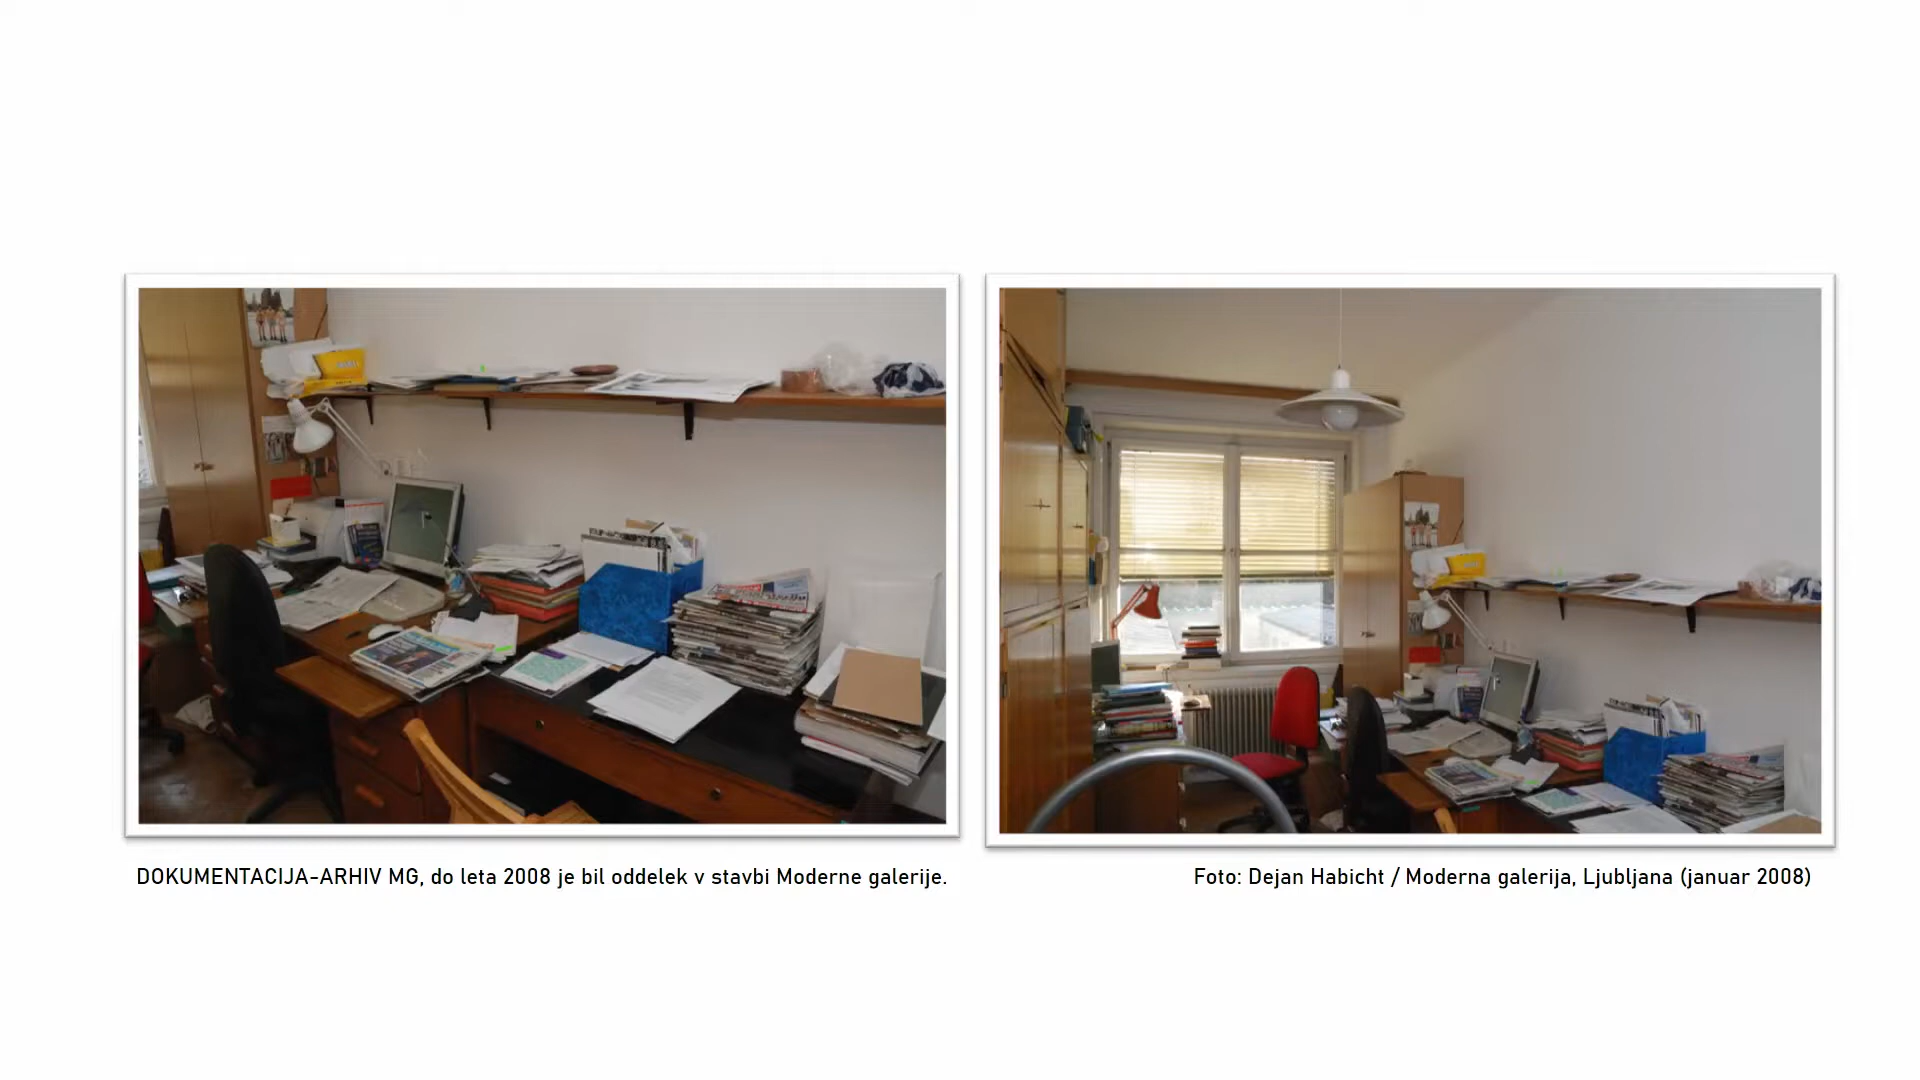 DOKUMENTACIJA-ARHIV MG, do leta 2008 je bil oddelek v stavbi Moderne galerije.
Foto: Dejan Habicht / Moderna galerija, Ljubljana (januar 2008)